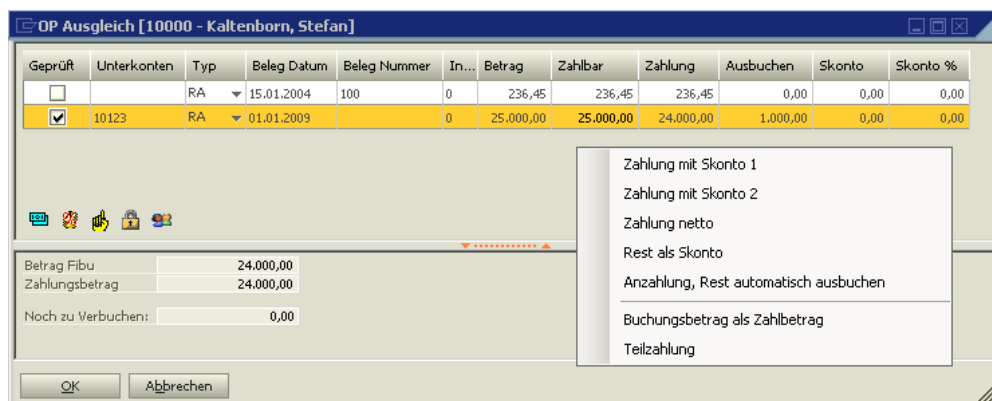 OP Ausgleich [10000 - Kaltenborn, Stefan]
Geprüft Unterkonten Typ Beleg Datum Beleg Nummer In... Betrag Zahlbar Zahlung Ausbuchen Skonto Skonto %
RA 15.01.2004 100 0 236,45 236,45 236,45 0,00 0,00 0,00
10123 RA 01.01.2009 0 25.000,00 25.000,00 24.000,00 1.000,00 0,00 0,00
Zahlung mit Skonto 1
Zahlung mit Skonto 2
Zahlung netto
Rest als Skonto
Anzahlung, Rest automatisch ausbuchen
Buchungsbetrag als Zahlbetrag
Teilzahlung
Betrag Fibu 24.000,00
Zahlungsbetrag 24.000,00
Noch zu Verbuchen: 0,00
OK Abbrechen